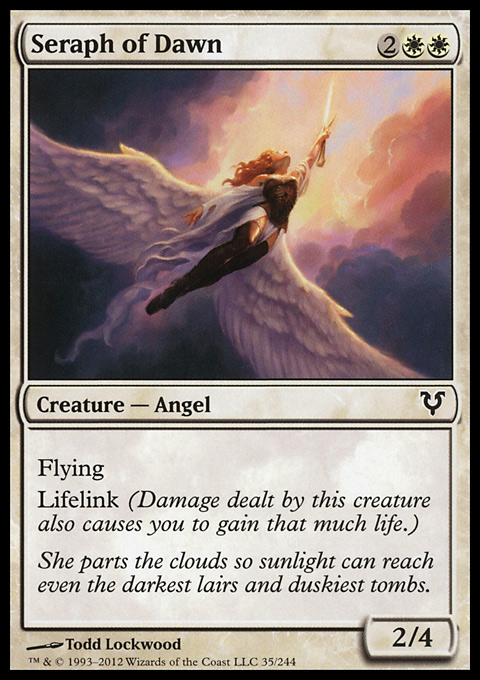 Seraph of Dawn 2
Creature — Angel
Flying
Lifelink (Damage dealt by this creature
also causes you to gain that much life.)
She parts the clouds so sunlight can reach
even the darkest lairs and duskiest tombs.
Todd Lockwood
2/4
™ & © 1993–2012 Wizards of the Coast LLC 35/244